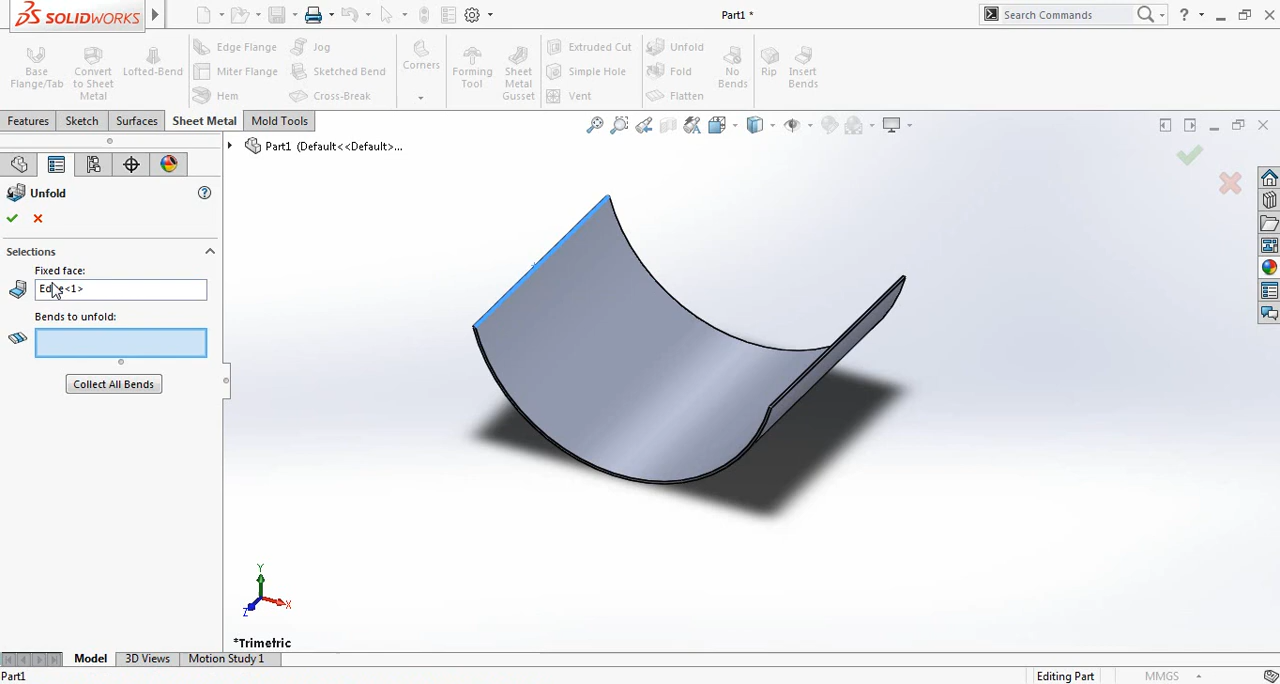 SOLIDWORKS
Part1 *
Search Commands
?
Base Flange/Tab
Convert to Sheet Metal
Lofted-Bend
Edge Flange
Miter Flange
Hem
Jog
Sketched Bend
Cross-Break
Corners
Forming Tool
Sheet Metal Gusset
Extruded Cut
Simple Hole
Vent
Unfold
Fold
Flatten
No Bends
Rip
Insert Bends
Features
Sketch
Surfaces
Sheet Metal
Mold Tools
Part1 (Default<<Default>...
Unfold
?
Selections
Fixed face:
Edge<1>
Bends to unfold:
Collect All Bends
Y
X
Z
*Trimetric
Model
3D Views
Motion Study 1
Part1
Editing Part
MMGS